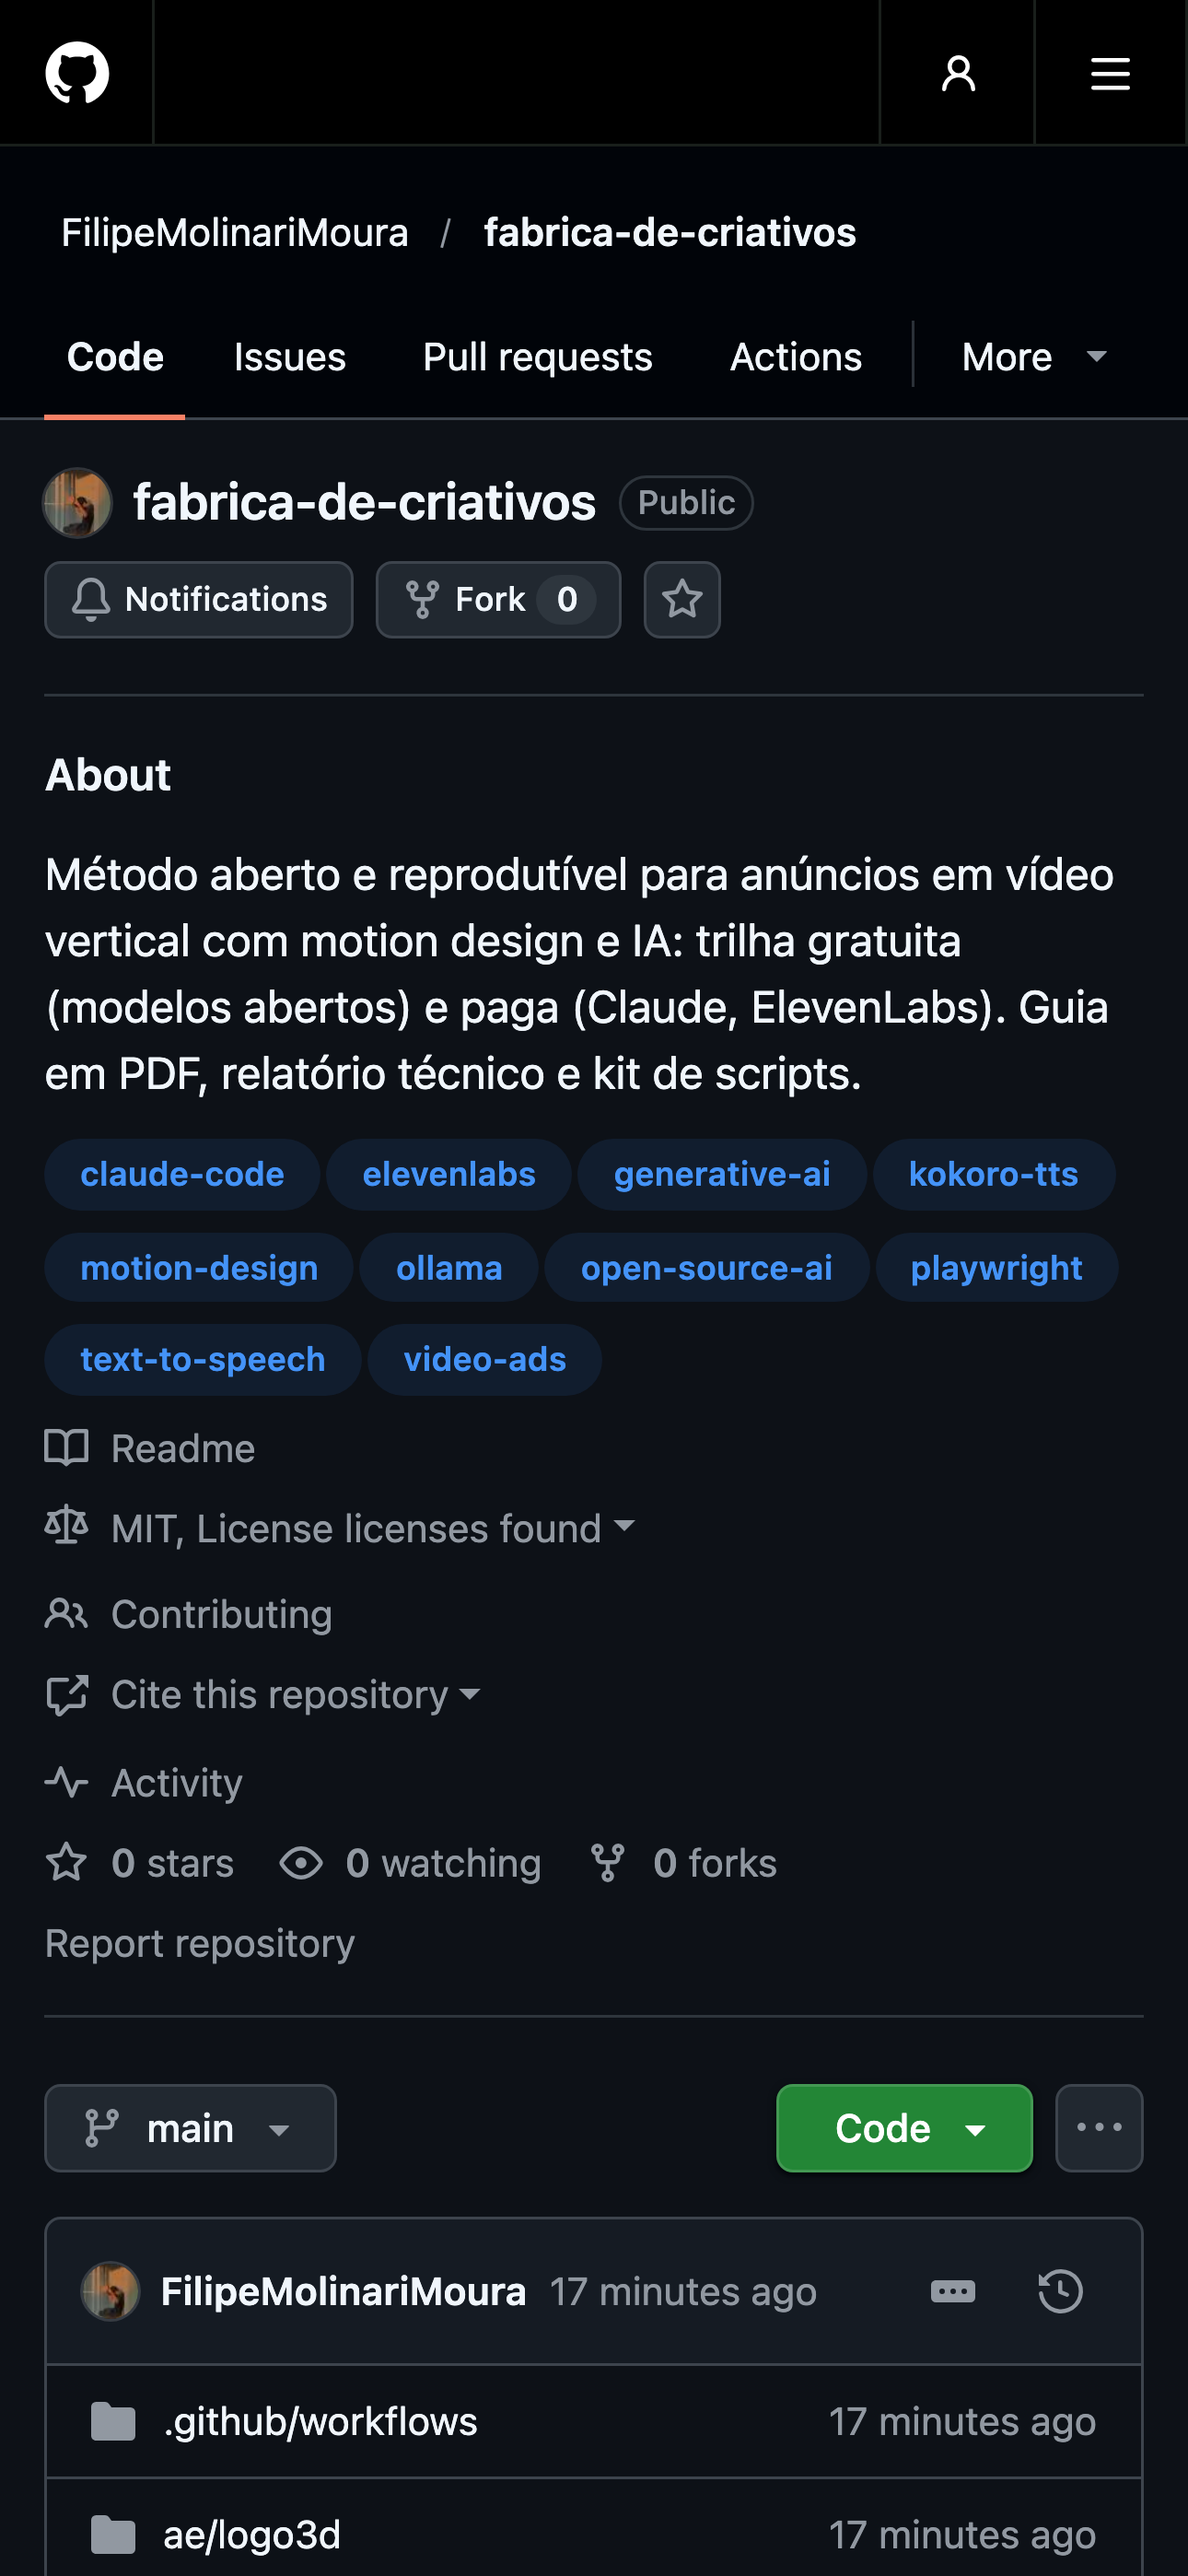 FilipeMolinariMoura / fabrica-de-criativos
Code Issues Pull requests Actions More
fabrica-de-criativos Public
Notifications Fork 0
About
Método aberto e reprodutível para anúncios em vídeo
vertical com motion design e IA: trilha gratuita
(modelos abertos) e paga (Claude, ElevenLabs). Guia
em PDF, relatório técnico e kit de scripts.
claude-code elevenlabs generative-ai kokoro-tts
motion-design ollama open-source-ai playwright
text-to-speech video-ads
Readme
MIT, License licenses found
Contributing
Cite this repository
Activity
0 stars 0 watching 0 forks
Report repository
main Code
FilipeMolinariMoura 17 minutes ago
.github/workflows 17 minutes ago
ae/logo3d 17 minutes ago